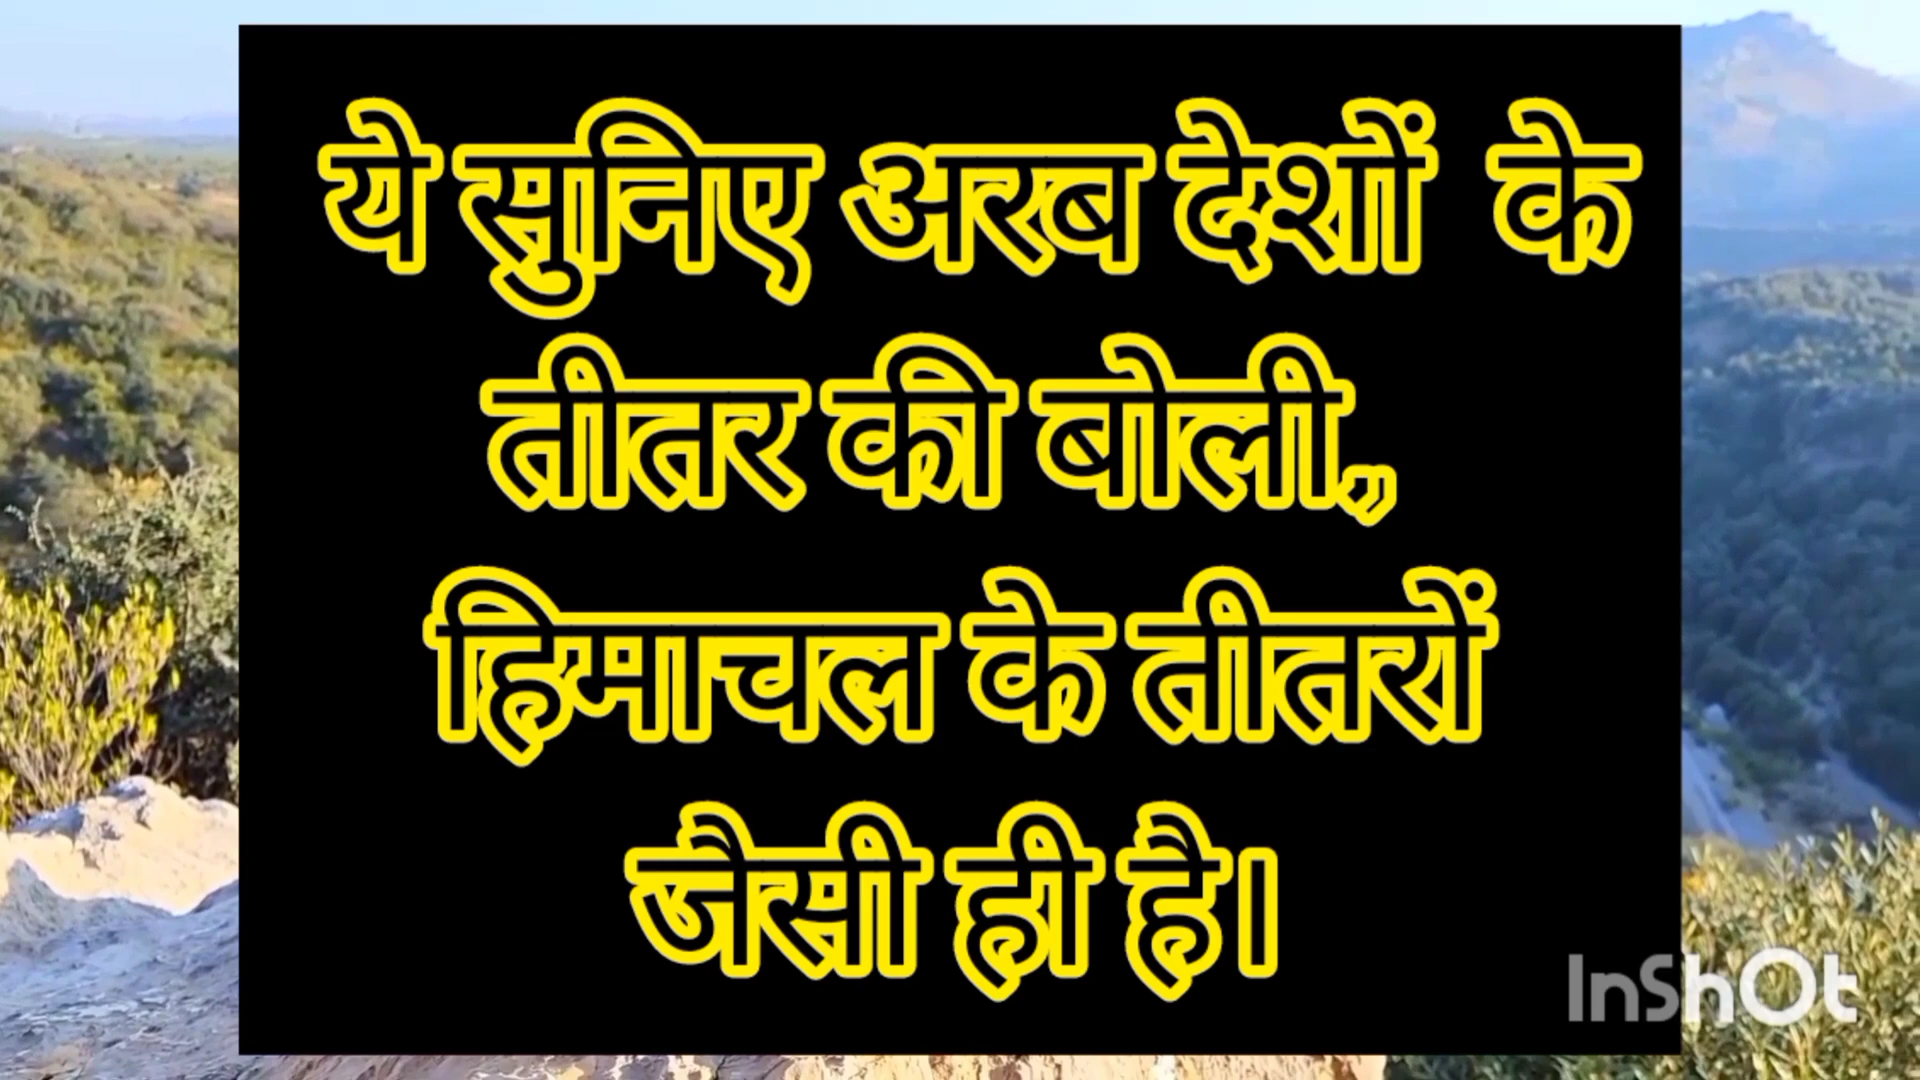 ये सुनिए अरब देशों के
तीतर की बोली,,
हिमाचल के तीतरों
जैसी ही है।
InShOt